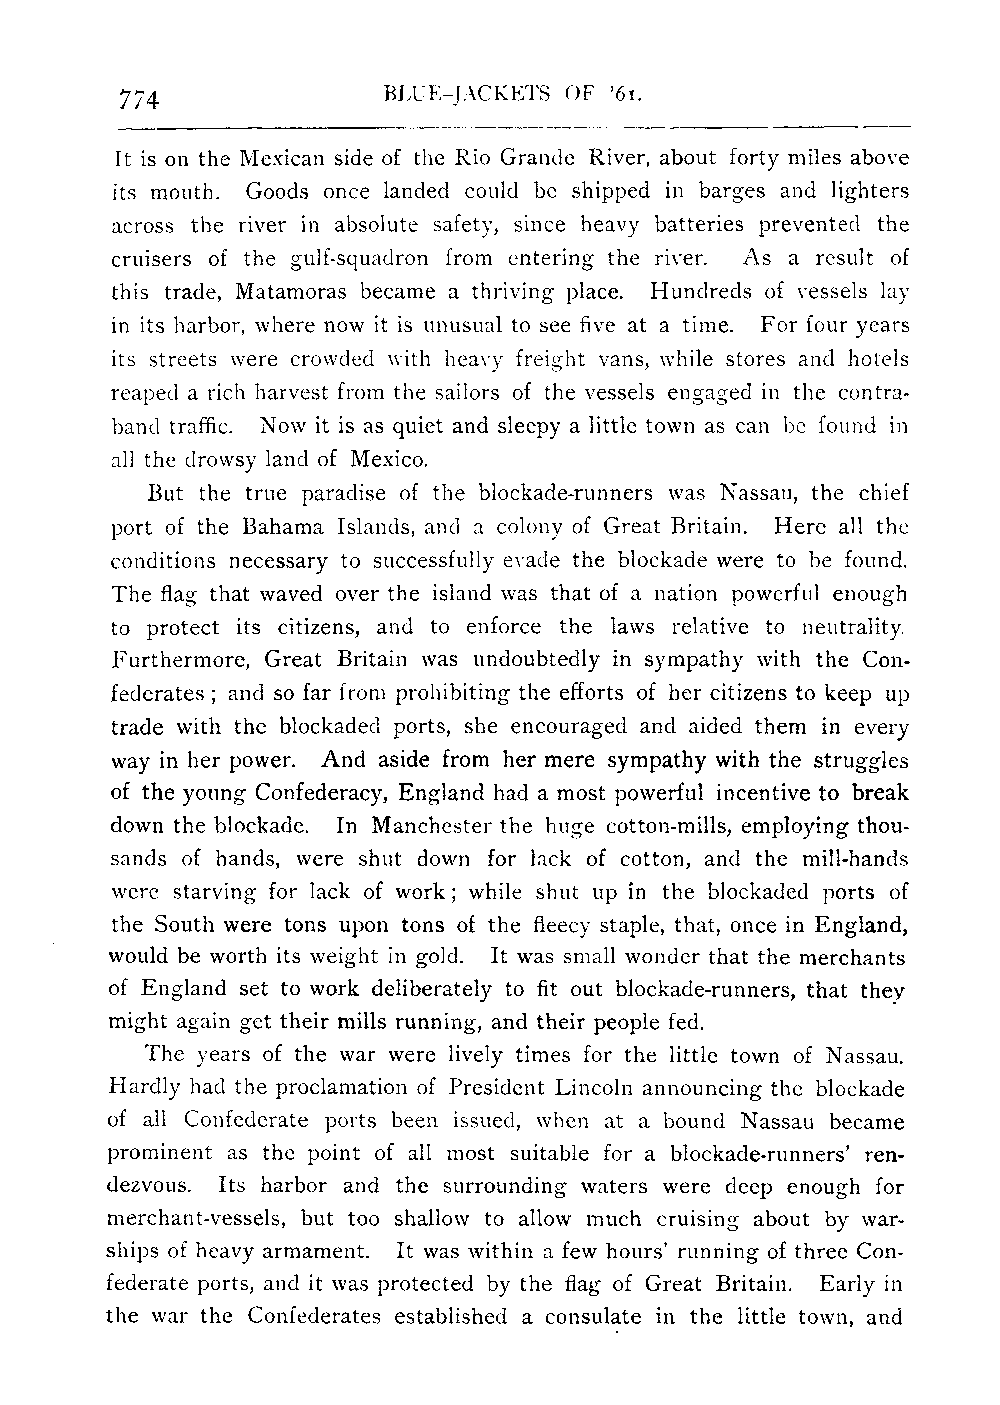 774 BLUE-JACKETS OF '61.
It is on the Mexican side of the Rio Grande River, about forty miles above
its mouth. Goods once landed could be shipped in barges and lighters
across the river in absolute safety, since heavy batteries prevented the
cruisers of the gulf-squadron from entering the river. As a result of
this trade, Matamoras became a thriving place. Hundreds of vessels lay
in its harbor, where now it is unusual to see five at a time. For four years
its streets were crowded with heavy freight vans, while stores and hotels
reaped a rich harvest from the sailors of the vessels engaged in the contra-
band traffic. Now it is as quiet and sleepy a little town as can be found in
all the drowsy land of Mexico.
But the true paradise of the blockade-runners was Nassau, the chief
port of the Bahama Islands, and a colony of Great Britain. Here all the
conditions necessary to successfully evade the blockade were to be found.
The flag that waved over the island was that of a nation powerful enough
to protect its citizens, and to enforce the laws relative to neutrality.
Furthermore, Great Britain was undoubtedly in sympathy with the Con-
federates; and so far from prohibiting the efforts of her citizens to keep up
trade with the blockaded ports, she encouraged and aided them in every
way in her power. And aside from her mere sympathy with the struggles
of the young Confederacy, England had a most powerful incentive to break
down the blockade. In Manchester the huge cotton-mills, employing thou-
sands of hands, were shut down for lack of cotton, and the mill-hands
were starving for lack of work; while shut up in the blockaded ports of
the South were tons upon tons of the fleecy staple, that, once in England,
would be worth its weight in gold. It was small wonder that the merchants
of England set to work deliberately to fit out blockade-runners, that they
might again get their mills running, and their people fed.
The years of the war were lively times for the little town of Nassau.
Hardly had the proclamation of President Lincoln announcing the blockade
of all Confederate ports been issued, when at a bound Nassau became
prominent as the point of all most suitable for a blockade-runners' ren-
dezvous. Its harbor and the surrounding waters were deep enough for
merchant-vessels, but too shallow to allow much cruising about by war-
ships of heavy armament. It was within a few hours' running of three Con-
federate ports, and it was protected by the flag of Great Britain. Early in
the war the Confederates established a consulate in the little town, and